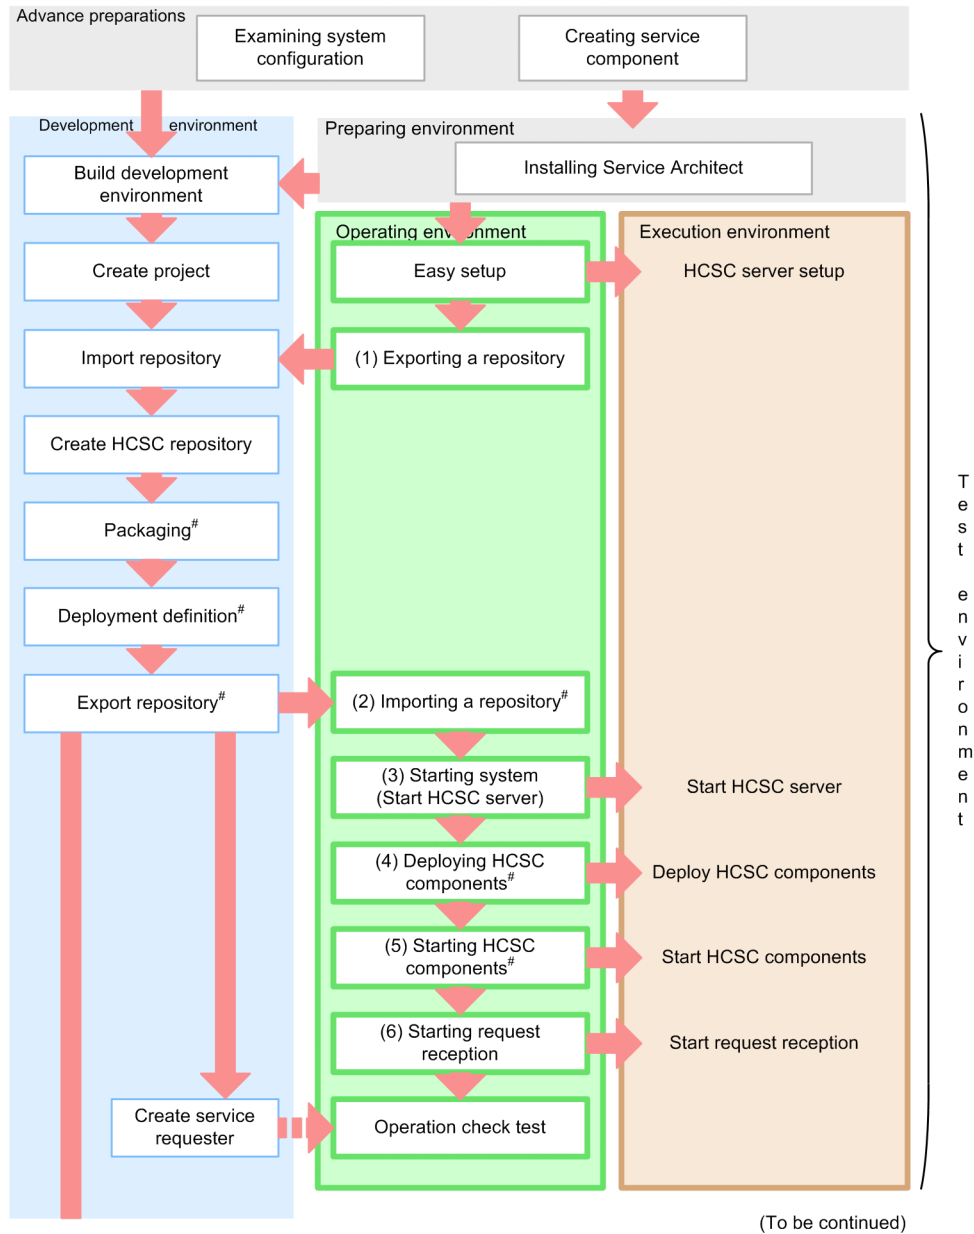 Advance preparations
Examining system
configuration
Creating service
component
Development environment
Preparing environment
Installing Service Architect
Build development
environment
Operating environment
Execution environment
Create project
Easy setup
HCSC server setup
Import repository
(1) Exporting a repository
Create HCSC repository
Packaging#
Deployment definition#
Export repository#
(2) Importing a repository#
(3) Starting system
(Start HCSC server)
Start HCSC server
(4) Deploying HCSC
components#
Deploy HCSC components
(5) Starting HCSC
components#
Start HCSC components
(6) Starting request
reception
Start request reception
Create service
requester
Operation check test
Test environment
(To be continued)